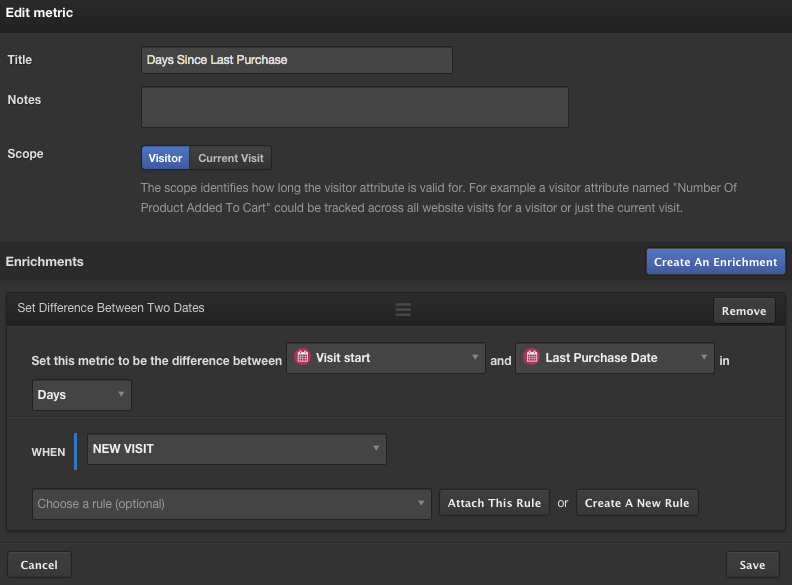 Edit metric
Title
Days Since Last Purchase
Notes
Scope
Visitor
Current Visit
The scope identifies how long the visitor attribute is valid for. For example a visitor attribute named "Number Of
Product Added To Cart" could be tracked across all website visits for a visitor or just the current visit.
Enrichments
Create An Enrichment
Set Difference Between Two Dates
Remove
Set this metric to be the difference between Visit start and Last Purchase Date in
Days
WHEN NEW VISIT
Choose a rule (optional) Attach This Rule or Create A New Rule
Cancel
Save